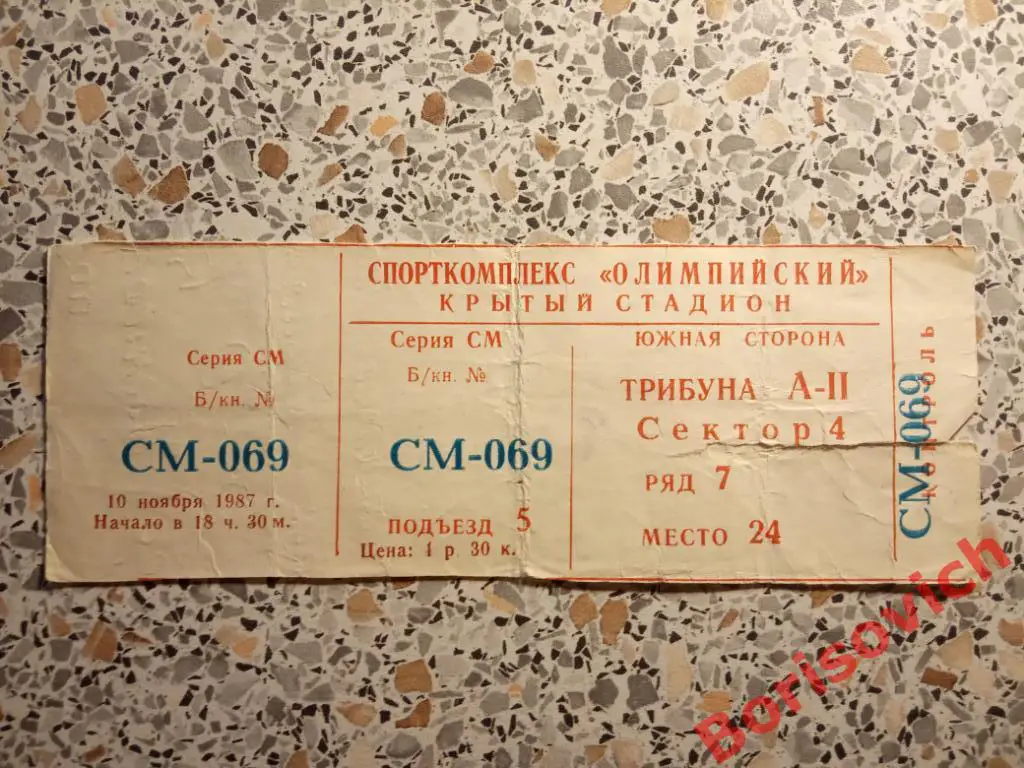 Серия СМ
Б/кн. №
СМ-069
10 ноября 1987 г.
Начало в 18 ч. 30 м.
СПОРТКОМПЛЕКС «ОЛИМПИЙСКИЙ»
КРЫТЫЙ СТАДИОН
Серия СМ
Б/кн. №
СМ-069
ПОДЪЕЗД 5
Цена: 1 р. 30 к.
ЮЖНАЯ СТОРОНА
ТРИБУНА А-II
Сектор 4
РЯД 7
МЕСТО 24
Контроль
СМ-069
Borisovich